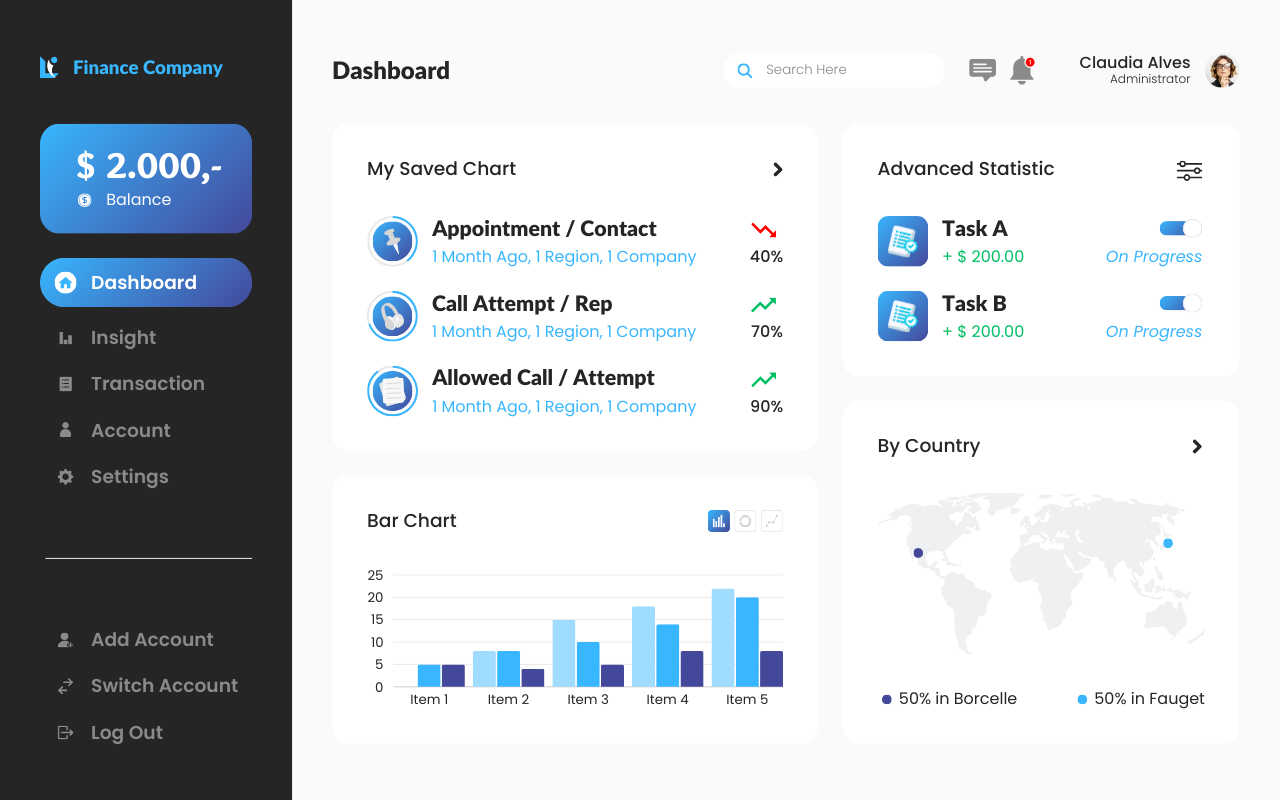 Finance Company
$ 2.000,-
Balance
Dashboard
Insight
Transaction
Account
Settings
Add Account
Switch Account
Log Out
Dashboard
Search Here
1
Claudia Alves
Administrator
My Saved Chart
Appointment / Contact
1 Month Ago, 1 Region, 1 Company
40%
Call Attempt / Rep
1 Month Ago, 1 Region, 1 Company
70%
Allowed Call / Attempt
1 Month Ago, 1 Region, 1 Company
90%
Advanced Statistic
Task A
+ $ 200.00
On Progress
Task B
+ $ 200.00
On Progress
Bar Chart
25
20
15
10
5
0
Item 1 Item 2 Item 3 Item 4 Item 5
By Country
50% in Borcelle
50% in Fauget